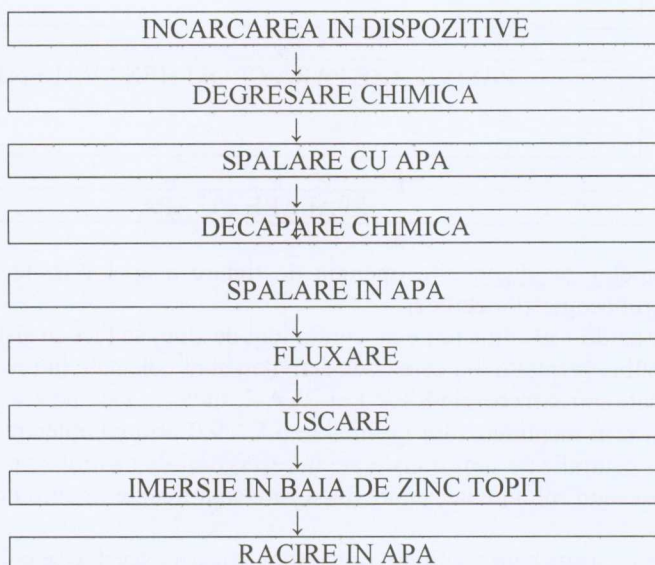 INCARCAREA IN DISPOZITIVE
DEGRESARE CHIMICA
SPALARE CU APA
DECAPARE CHIMICA
SPALARE IN APA
FLUXARE
USCARE
IMERSIE IN BAIA DE ZINC TOPIT
RACIRE IN APA